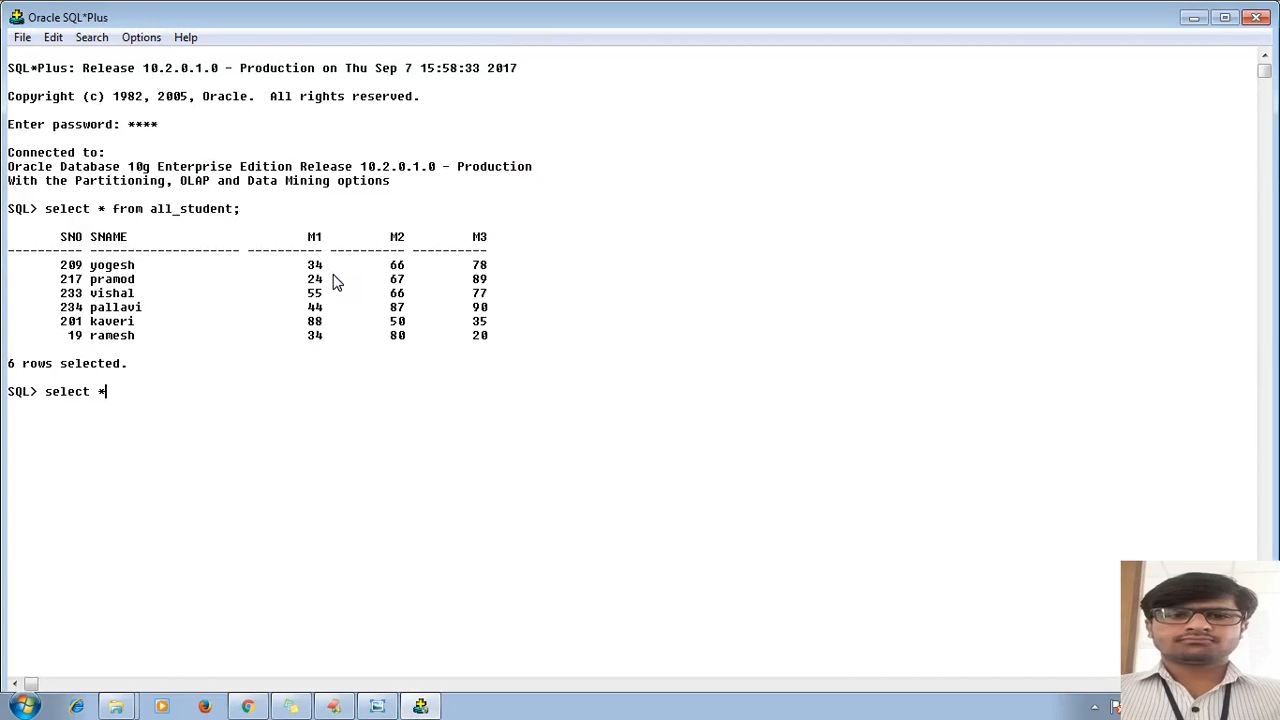 Oracle SQL*Plus
File Edit Search Options Help
SQL*Plus: Release 10.2.0.1.0 - Production on Thu Sep 7 15:58:33 2017
Copyright (c) 1982, 2005, Oracle.  All rights reserved.
Enter password: ****
Connected to:
Oracle Database 10g Enterprise Edition Release 10.2.0.1.0 - Production
With the Partitioning, OLAP and Data Mining options
SQL> select * from all_student;
SNO SNAME M1 M2 M3
---------- -------------------- ---------- ---------- ----------
209 yogesh 34 66 78
217 pramod 24 67 89
233 vishal 55 66 77
234 pallavi 44 87 90
201 kaveri 88 50 35
19 ramesh 34 80 20
6 rows selected.
SQL> select *